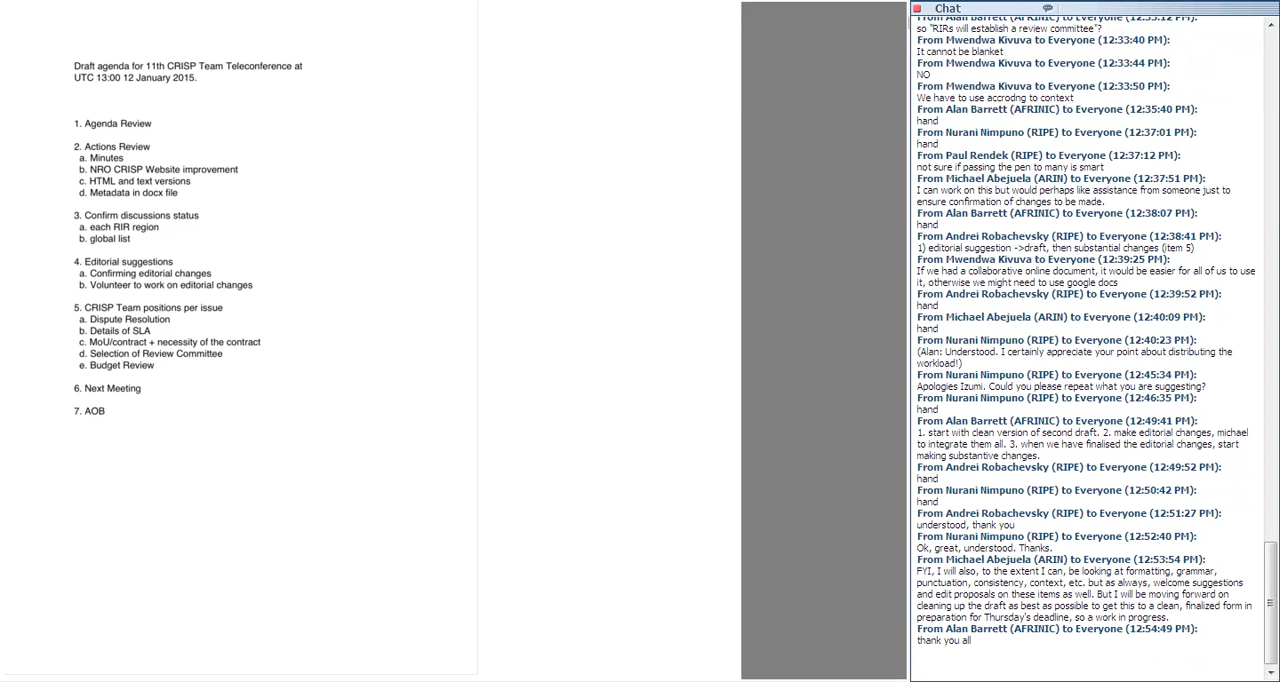 Draft agenda for 11th CRISP Team Teleconference at
UTC 13:00 12 January 2015.
1. Agenda Review
2. Actions Review
a. Minutes
b. NRO CRISP Website improvement
c. HTML and text versions
d. Metadata in docx file
3. Confirm discussions status
a. each RIR region
b. global list
4. Editorial suggestions
a. Confirming editorial changes
b. Volunteer to work on editorial changes
5. CRISP Team positions per issue
a. Dispute Resolution
b. Details of SLA
c. MoU/contract + necessity of the contract
d. Selection of Review Committee
e. Budget Review
6. Next Meeting
7. AOB
Chat
From Alan Barrett (AFRINIC) to Everyone (12:33:12 PM):
so "RIRs will establish a review committee"?
From Mwendwa Kivuva to Everyone (12:33:40 PM):
It cannot be blanket
From Mwendwa Kivuva to Everyone (12:33:44 PM):
NO
From Mwendwa Kivuva to Everyone (12:33:50 PM):
We have to use accrodng to context
From Alan Barrett (AFRINIC) to Everyone (12:35:40 PM):
hand
From Nurani Nimpuno (RIPE) to Everyone (12:37:01 PM):
hand
From Paul Rendek (RIPE) to Everyone (12:37:12 PM):
not sure if passing the pen to many is smart
From Michael Abejuela (ARIN) to Everyone (12:37:51 PM):
I can work on this but would perhaps like assistance from someone just to
ensure confirmation of changes to be made.
From Alan Barrett (AFRINIC) to Everyone (12:38:07 PM):
hand
From Andrei Robachevsky (RIPE) to Everyone (12:38:41 PM):
1) editorial suggestion ->draft, then substantial changes (item 5)
From Mwendwa Kivuva to Everyone (12:39:25 PM):
If we had a collaborative online document, it would be easier for all of us to use
it, otherwise we might need to use google docs
From Andrei Robachevsky (RIPE) to Everyone (12:39:52 PM):
hand
From Michael Abejuela (ARIN) to Everyone (12:40:09 PM):
hand
From Nurani Nimpuno (RIPE) to Everyone (12:40:23 PM):
(Alan: Understood. I certainly appreciate your point about distributing the
workload!)
From Nurani Nimpuno (RIPE) to Everyone (12:45:34 PM):
Apologies Izumi. Could you please repeat what you are suggesting?
From Nurani Nimpuno (RIPE) to Everyone (12:46:35 PM):
hand
From Alan Barrett (AFRINIC) to Everyone (12:49:41 PM):
1. start with clean version of second draft. 2. make editorial changes, michael
to integrate them all. 3. when we have finalised the editorial changes, start
making substantive changes.
From Andrei Robachevsky (RIPE) to Everyone (12:49:52 PM):
hand
From Nurani Nimpuno (RIPE) to Everyone (12:50:42 PM):
hand
From Andrei Robachevsky (RIPE) to Everyone (12:51:27 PM):
understood, thank you
From Nurani Nimpuno (RIPE) to Everyone (12:52:40 PM):
Ok, great, understood. Thanks.
From Michael Abejuela (ARIN) to Everyone (12:53:54 PM):
FYI, I will also, to the extent I can, be looking at formatting, grammar,
punctuation, consistency, context, etc. but as always, welcome suggestions
and edit proposals on these items as well. But I will be moving forward on
cleaning up the draft as best as possible to get this to a clean, finalized form in
preparation for Thursday's deadline, so a work in progress.
From Alan Barrett (AFRINIC) to Everyone (12:54:49 PM):
thank you all